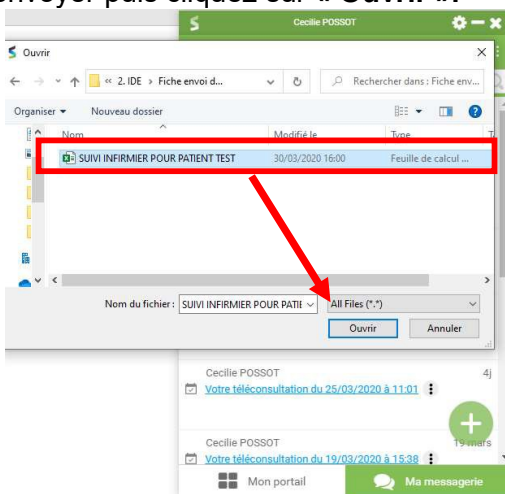 envoyer puis cliquez sur « Ouvrir ».
Cecilie POSSOT
Ouvrir
« 2. IDE > Fiche envoi d...
Rechercher dans : Fiche env...
Organiser
Nouveau dossier
Nom
Modifié le
Type
SUIVI INFIRMIER POUR PATIENT TEST
30/03/2020 16:00
Feuille de calcul ...
Nom du fichier :
SUIVI INFIRMIER POUR PATIE
All Files (*.*)
Ouvrir
Annuler
Cecilie POSSOT
4j
Votre téléconsultation du 25/03/2020 à 11:01
Cecilie POSSOT
19 mars
Votre téléconsultation du 19/03/2020 à 15:38
Mon portail
Ma messagerie